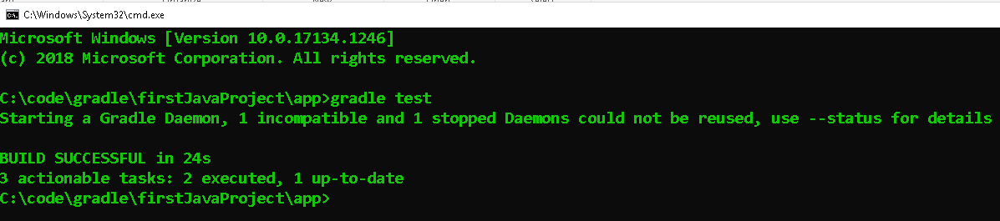 C:\Windows\System32\cmd.exe
Microsoft Windows [Version 10.0.17134.1246]
(c) 2018 Microsoft Corporation. All rights reserved.
C:\code\gradle\firstJavaProject\app>gradle test
Starting a Gradle Daemon, 1 incompatible and 1 stopped Daemons could not be reused, use --status for details
BUILD SUCCESSFUL in 24s
3 actionable tasks: 2 executed, 1 up-to-date
C:\code\gradle\firstJavaProject\app>